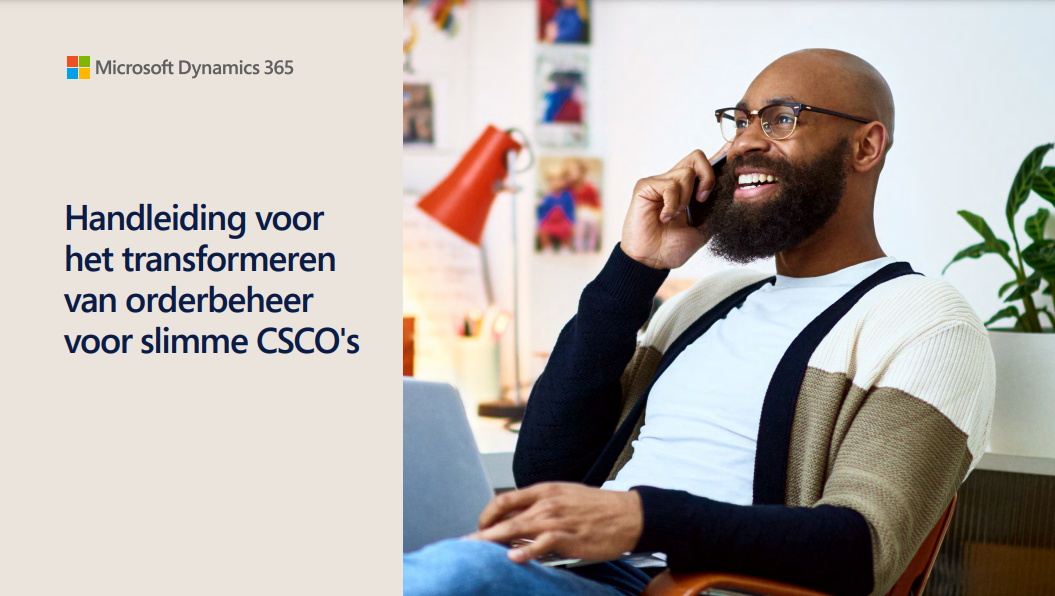 Microsoft Dynamics 365
Handleiding voor
het transformeren
van orderbeheer
voor slimme CSCO's